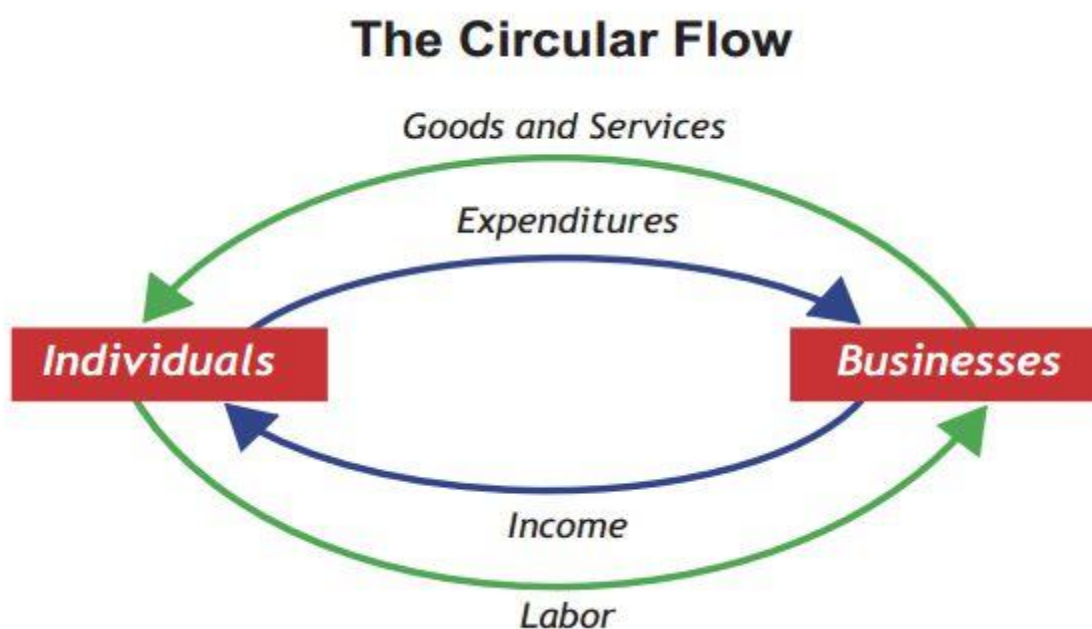 The Circular Flow
Goods and Services
Expenditures
Individuals
Businesses
Income
Labor